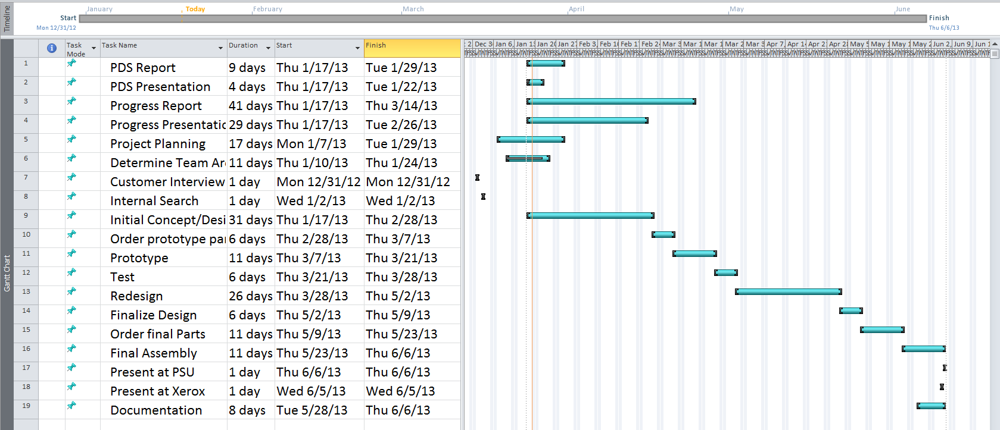 Timeline
January Today February March April May June
Start
Mon 12/31/12
Finish
Thu 6/6/13
Gantt Chart
Task Mode Task Name Duration Start Finish
Dec 30 Jan 6, Jan 13 Jan 20 Jan 27 Feb 3, Feb 10 Feb 17 Feb 24 Mar 3 Mar 1 Mar 1 Mar 2 Mar 3 Apr 7, Apr 14 Apr 21 Apr 28 May 5 May 1 May 1 May 2 Jun 2, Jun 9, Jun 1
1 PDS Report 9 days Thu 1/17/13 Tue 1/29/13
2 PDS Presentation 4 days Thu 1/17/13 Tue 1/22/13
3 Progress Report 41 days Thu 1/17/13 Thu 3/14/13
4 Progress Presentatic 29 days Thu 1/17/13 Tue 2/26/13
5 Project Planning 17 days Mon 1/7/13 Tue 1/29/13
6 Determine Team Ar 11 days Thu 1/10/13 Thu 1/24/13
7 Customer Interview 1 day Mon 12/31/12 Mon 12/31/12
8 Internal Search 1 day Wed 1/2/13 Wed 1/2/13
9 Initial Concept/Desi 31 days Thu 1/17/13 Thu 2/28/13
10 Order prototype pa 6 days Thu 2/28/13 Thu 3/7/13
11 Prototype 11 days Thu 3/7/13 Thu 3/21/13
12 Test 6 days Thu 3/21/13 Thu 3/28/13
13 Redesign 26 days Thu 3/28/13 Thu 5/2/13
14 Finalize Design 6 days Thu 5/2/13 Thu 5/9/13
15 Order final Parts 11 days Thu 5/9/13 Thu 5/23/13
16 Final Assembly 11 days Thu 5/23/13 Thu 6/6/13
17 Present at PSU 1 day Thu 6/6/13 Thu 6/6/13
18 Present at Xerox 1 day Wed 6/5/13 Wed 6/5/13
19 Documentation 8 days Tue 5/28/13 Thu 6/6/13